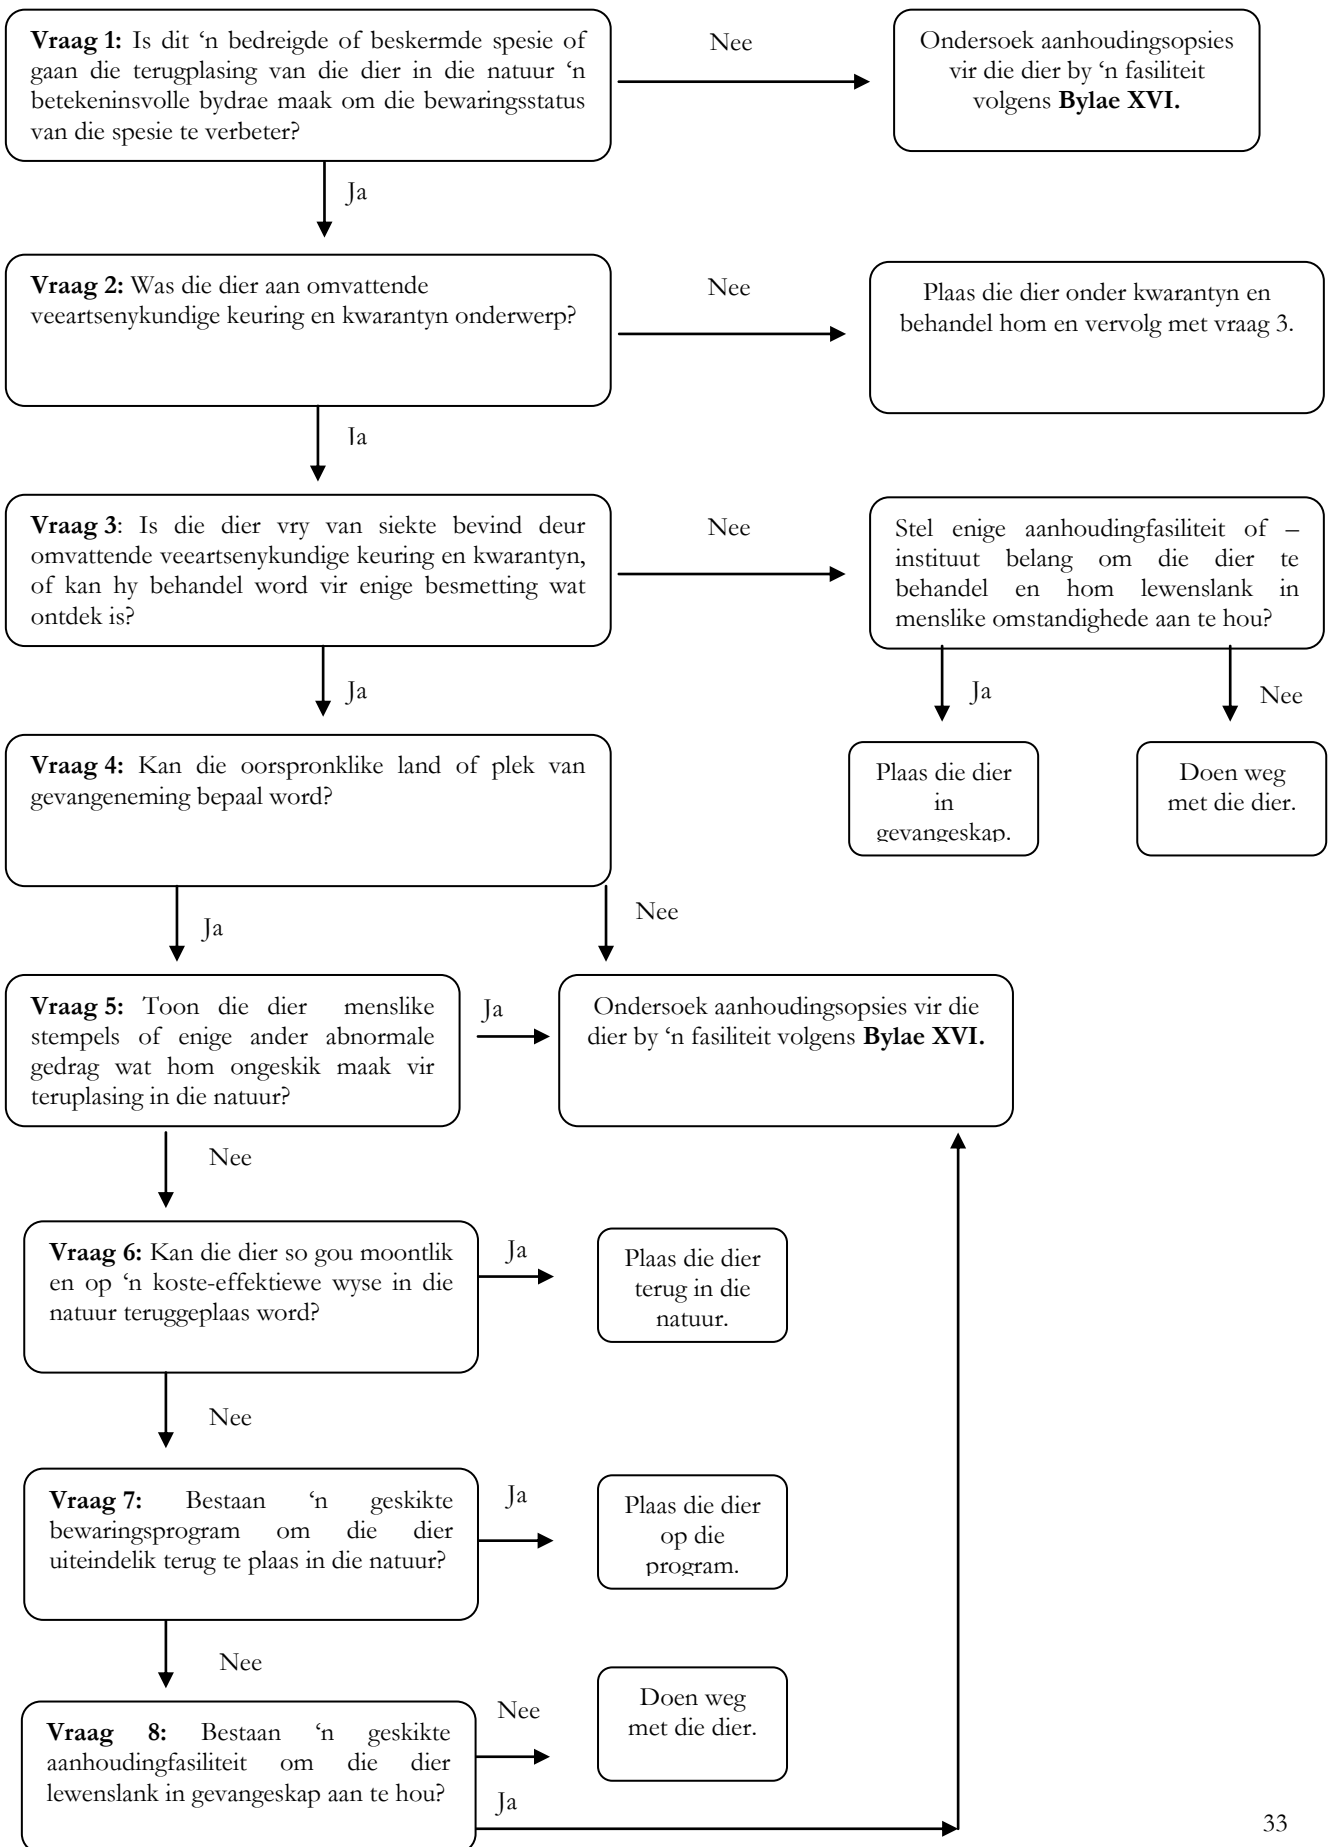 Vraag 1: Is dit ‘n bedreigde of beskermde spesie of
gaan die terugplasing van die dier in die natuur ‘n
betekeninsvolle bydrae maak om die bewaringsstatus
van die spesie te verbeter?
Nee
Ondersoek aanhoudingsopsies
vir die dier by ‘n fasiliteit
volgens Bylae XVI.
Ja
Vraag 2: Was die dier aan omvattende
veeartsenykundige keuring en kwarantyn onderwerp?
Nee
Plaas die dier onder kwarantyn en
behandel hom en vervolg met vraag 3.
Ja
Vraag 3: Is die dier vry van siekte bevind deur
omvattende veeartsenykundige keuring en kwarantyn,
of kan hy behandel word vir enige besmetting wat
ontdek is?
Nee
Stel enige aanhoudingfasiliteit of –
instituut belang om die dier te
behandel en hom lewenslank in
menslike omstandighede aan te hou?
Ja
Ja
Nee
Vraag 4: Kan die oorspronklike land of plek van
gevangeneming bepaal word?
Plaas die dier
in
gevangeskap.
Doen weg
met die dier.
Ja
Nee
Vraag 5: Toon die dier menslike
stempels of enige ander abnormale
gedrag wat hom ongeskik maak vir
teruplasing in die natuur?
Ja
Ondersoek aanhoudingsopsies vir die
dier by ‘n fasiliteit volgens Bylae XVI.
Nee
Vraag 6: Kan die dier so gou moontlik
en op ‘n koste-effektiewe wyse in die
natuur teruggeplaas word?
Ja
Plaas die dier
terug in die
natuur.
Nee
Vraag 7: Bestaan ‘n geskikte
bewaringsprogram om die dier
uiteindelik terug te plaas in die natuur?
Ja
Plaas die dier
op die
program.
Nee
Vraag 8: Bestaan ‘n geskikte
aanhoudingfasiliteit om die dier
lewenslank in gevangeskap aan te hou?
Nee
Doen weg
met die dier.
Ja
33